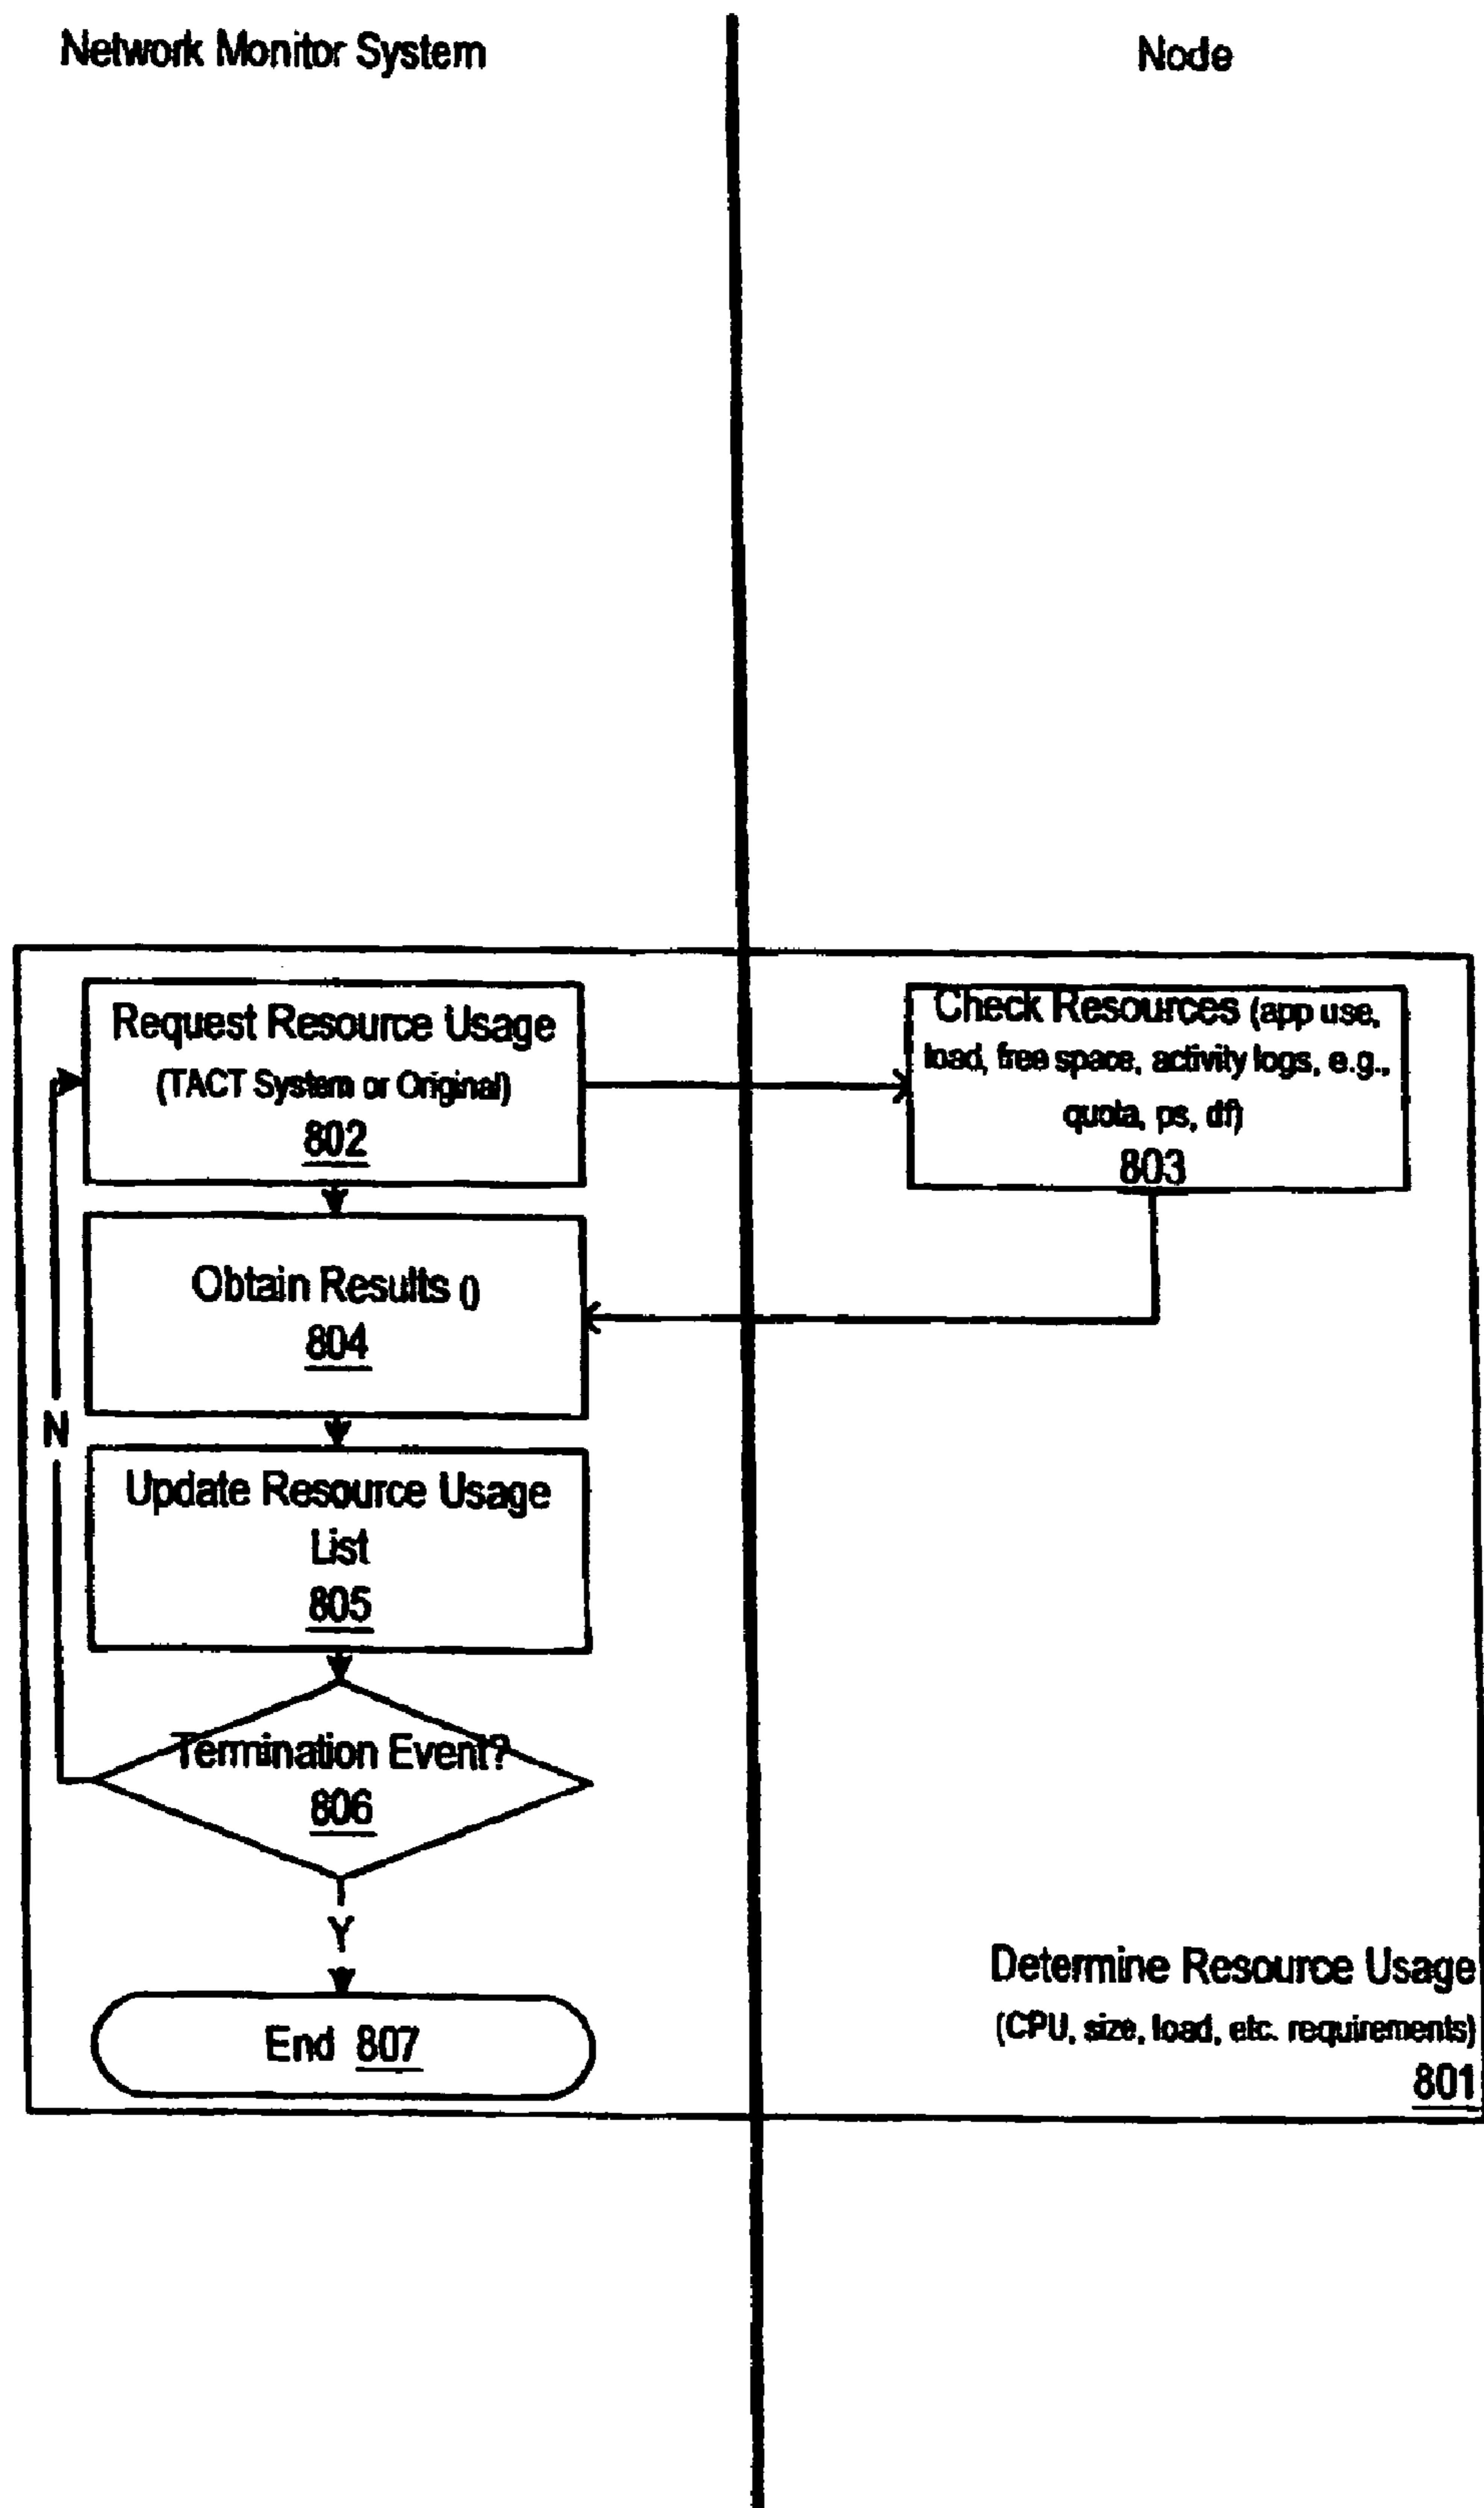 Network Monitor System
Node
Request Resource Usage
(TACT System or Original)
802
Check Resources (app use,
load, free space, activity logs, e.g.,
quota, ps, df)
803
Obtain Results ()
804
N
Update Resource Usage
List
805
Termination Event?
806
Y
End 807
Determine Resource Usage
(CPU, size, load, etc. requirements)
801